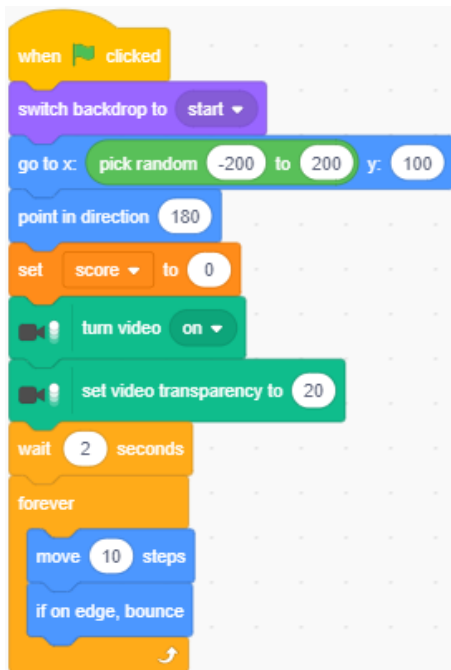 when clicked
switch backdrop to start
go to x: pick random -200 to 200 y: 100
point in direction 180
set score to 0
turn video on
set video transparency to 20
wait 2 seconds
forever
move 10 steps
if on edge, bounce